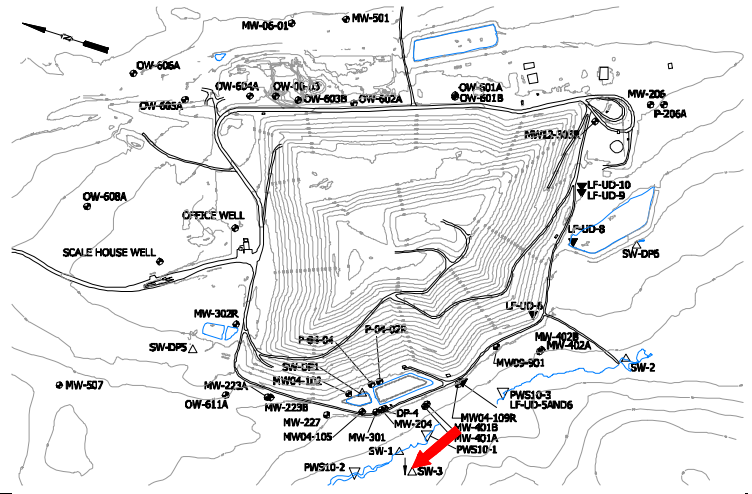 MW-06-01
MW-501
N
OW-606A
OW-604A
OW-603B
OW-602A
OW-601A
OW-601B
MW-206
P-206A
OW-605A
LF-UD-10
LF-UD-9
OW-608A
OFFICE WELL
LF-UD-8
SW-DP6
SCALE HOUSE WELL
LF-UD-6
MW-302R
P-04-02R
P-04-04
MW-402B
MW-402A
SW-DP5
MW09-901
SW-DP1
SW-2
MW04-102
MW-507
MW-223A
PWS10-3
OW-611A
MW-223B
LF-UD-5AND6
DP-4
MW-227
MW04-109R
MW-204
MW-401B
MW04-105
MW-301
MW-401A
SW-1
PWS10-1
PWS10-2
SW-3